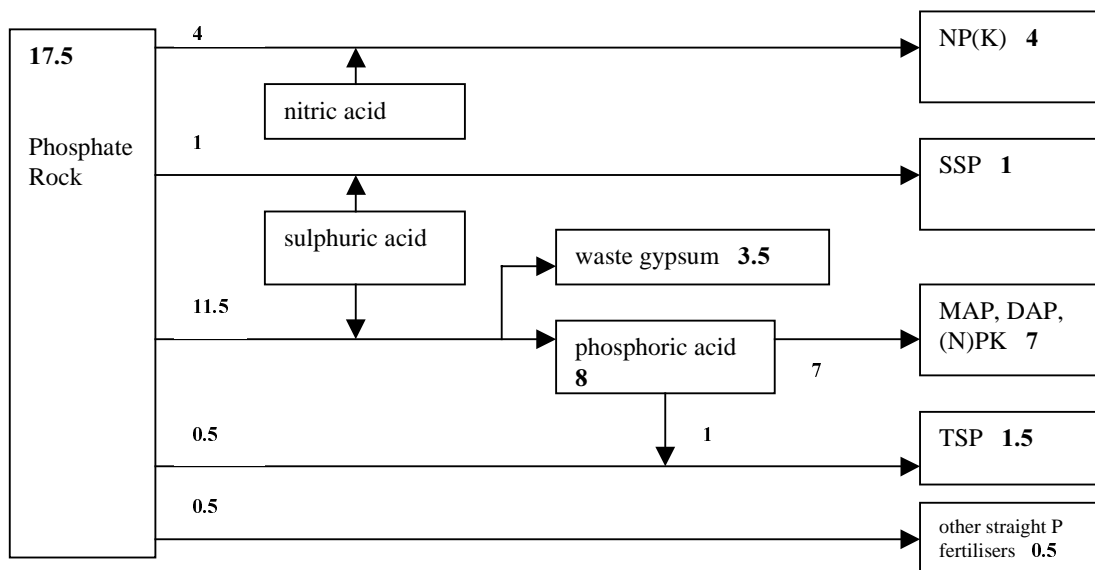 17.5
Phosphate
Rock
4
nitric acid
NP(K) 4
1
SSP 1
sulphuric acid
waste gypsum 3.5
11.5
phosphoric acid
8
7
MAP, DAP,
(N)PK 7
0.5
1
TSP 1.5
0.5
other straight P
fertilisers 0.5